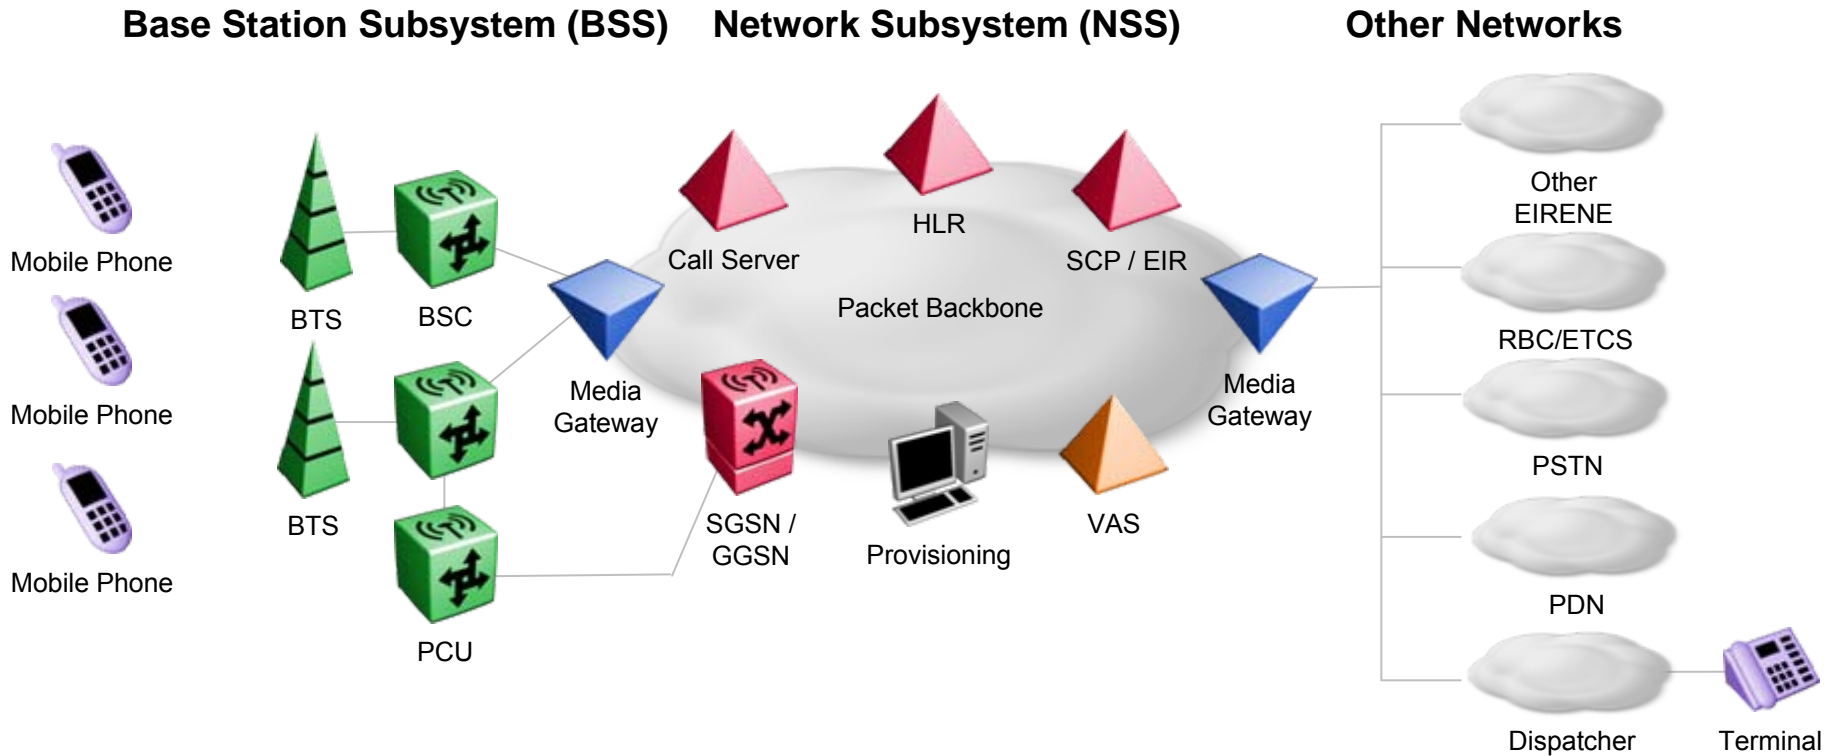 Base Station Subsystem (BSS)
Network Subsystem (NSS)
Other Networks
Mobile Phone
Mobile Phone
Mobile Phone
BTS
BSC
BTS
PCU
Media
Gateway
Call Server
HLR
SCP / EIR
Packet Backbone
SGSN /
GGSN
Provisioning
VAS
Media
Gateway
Other
EIRENE
RBC/ETCS
PSTN
PDN
Dispatcher
Terminal